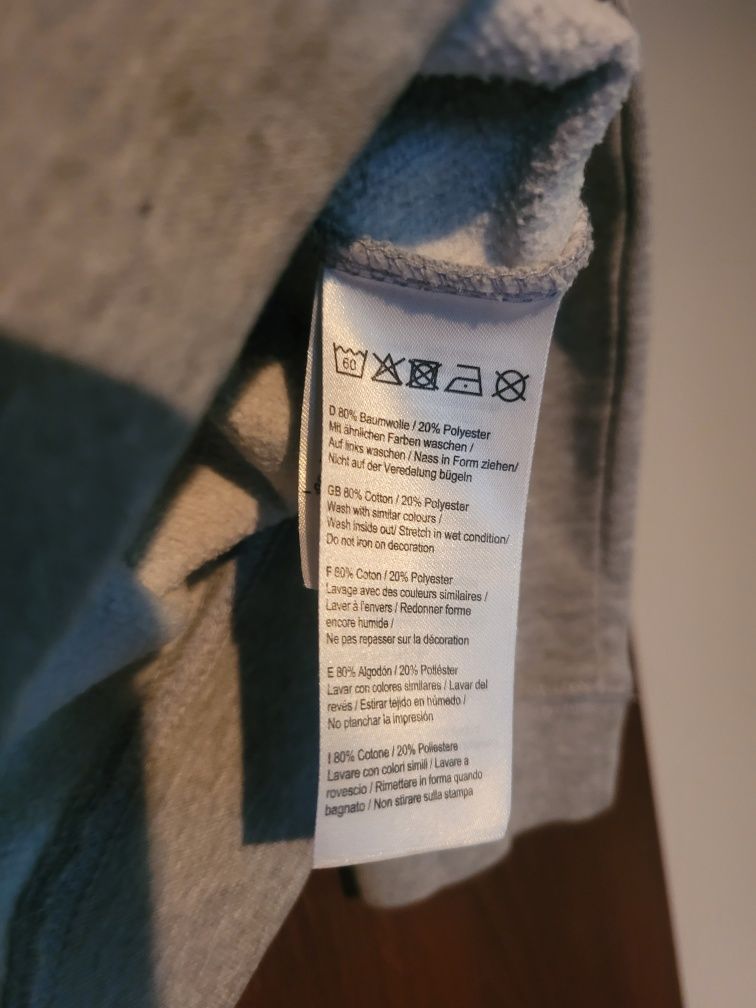 60
D 80% Baumwolle / 20% Polyester
Mit ähnlichen Farben waschen /
Auf links waschen / Nass in Form ziehen/
Nicht auf der Veredelung bügeln
GB 80% Cotton / 20% Polyester
Wash with similar colours /
Wash inside out/ Stretch in wet condition/
Do not iron on decoration
F 80% Coton / 20% Polyester
Lavage avec des couleurs similaires /
Laver à l'envers / Redonner forme
encore humide /
Ne pas repasser sur la décoration
E 80% Algodón / 20% Poliéster
Lavar con colores similares / Lavar del
revés / Estirar tejido en húmedo /
No planchar la impresión
I 80% Cotone / 20% Poliestere
Lavare con colori simili / Lavare a
rovescio / Rimettere in forma quando
bagnato / Non stirare sulla stampa